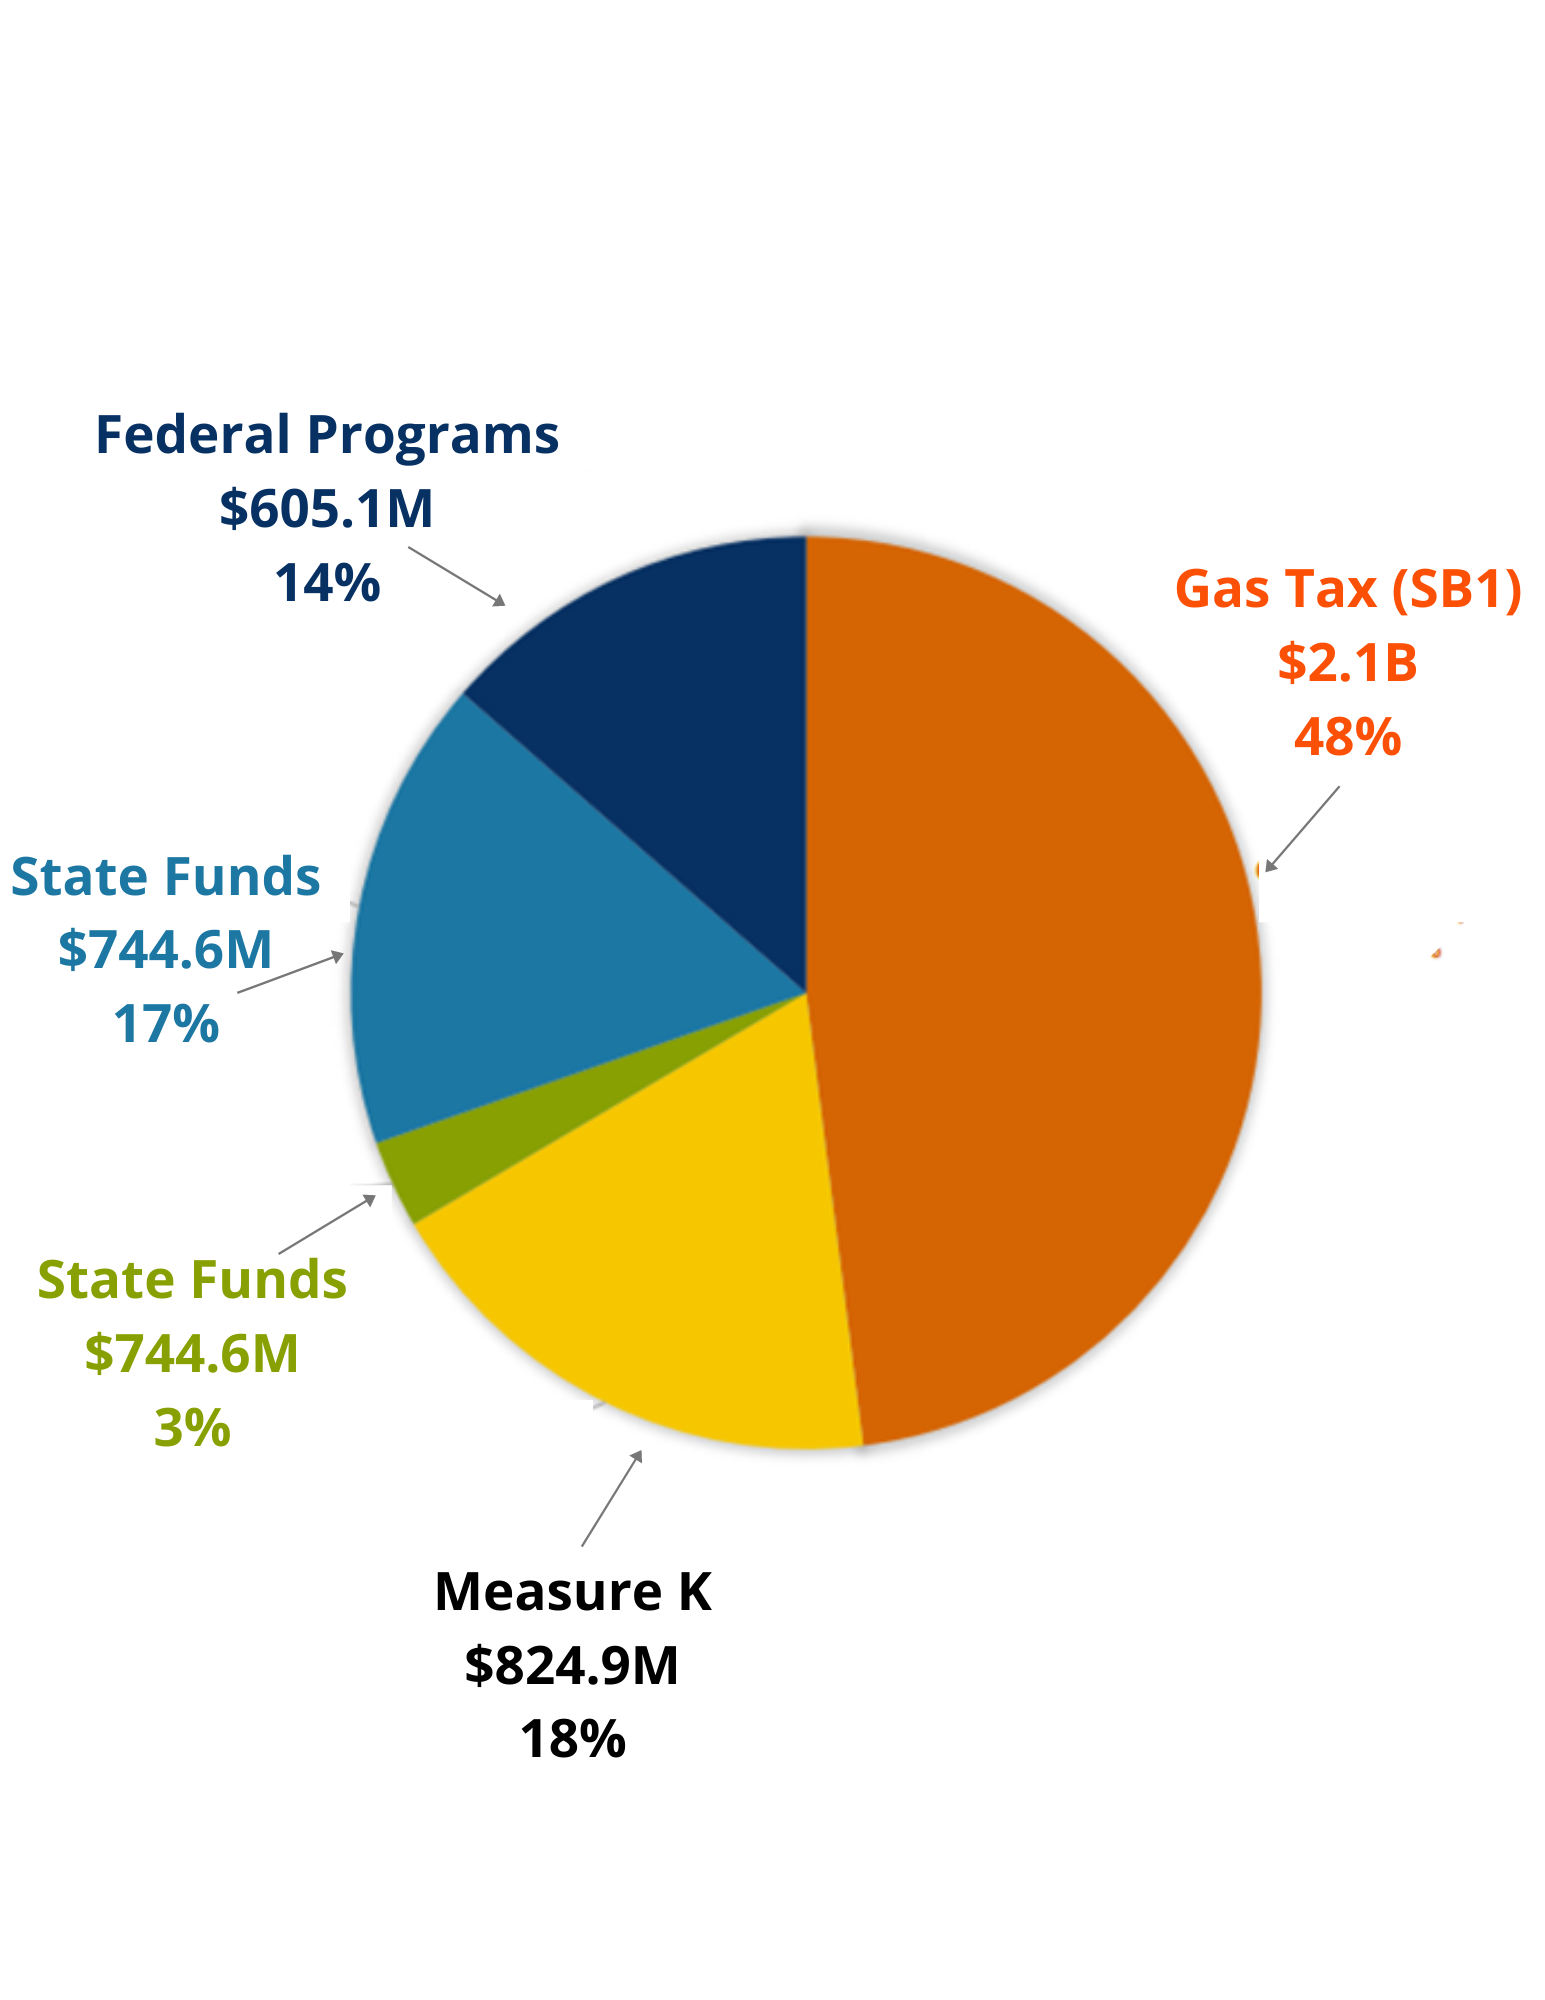 Federal Programs
$605.1M
14%
Gas Tax (SB1)
$2.1B
48%
State Funds
$744.6M
17%
State Funds
$744.6M
3%
Measure K
$824.9M
18%